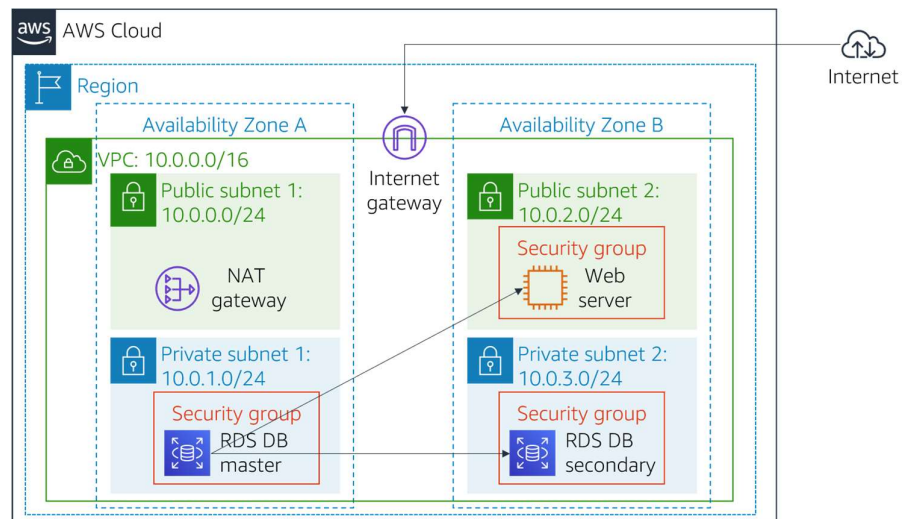 aws AWS Cloud
Internet
Region
Availability Zone A
Availability Zone B
VPC: 10.0.0.0/16
Internet
gateway
Public subnet 1:
10.0.0.0/24
NAT
gateway
Public subnet 2:
10.0.2.0/24
Security group
Web
server
Private subnet 1:
10.0.1.0/24
Security group
RDS DB
master
Private subnet 2:
10.0.3.0/24
Security group
RDS DB
secondary